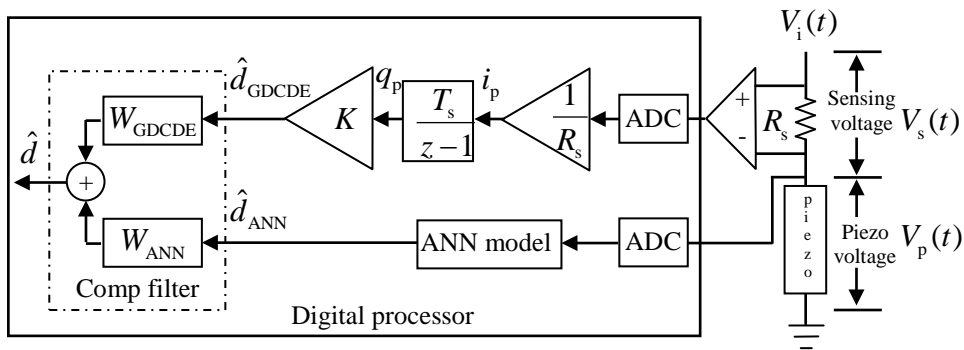 V_i(t)
d̂_GDCDE
q_p
i_p
W_GDCDE
K
T_s
z − 1
1
R_s
ADC
+
-
R_s
Sensing
voltage
V_s(t)
d̂
+
d̂_ANN
W_ANN
ANN model
ADC
piezo
Piezo
voltage
V_p(t)
Comp filter
Digital processor